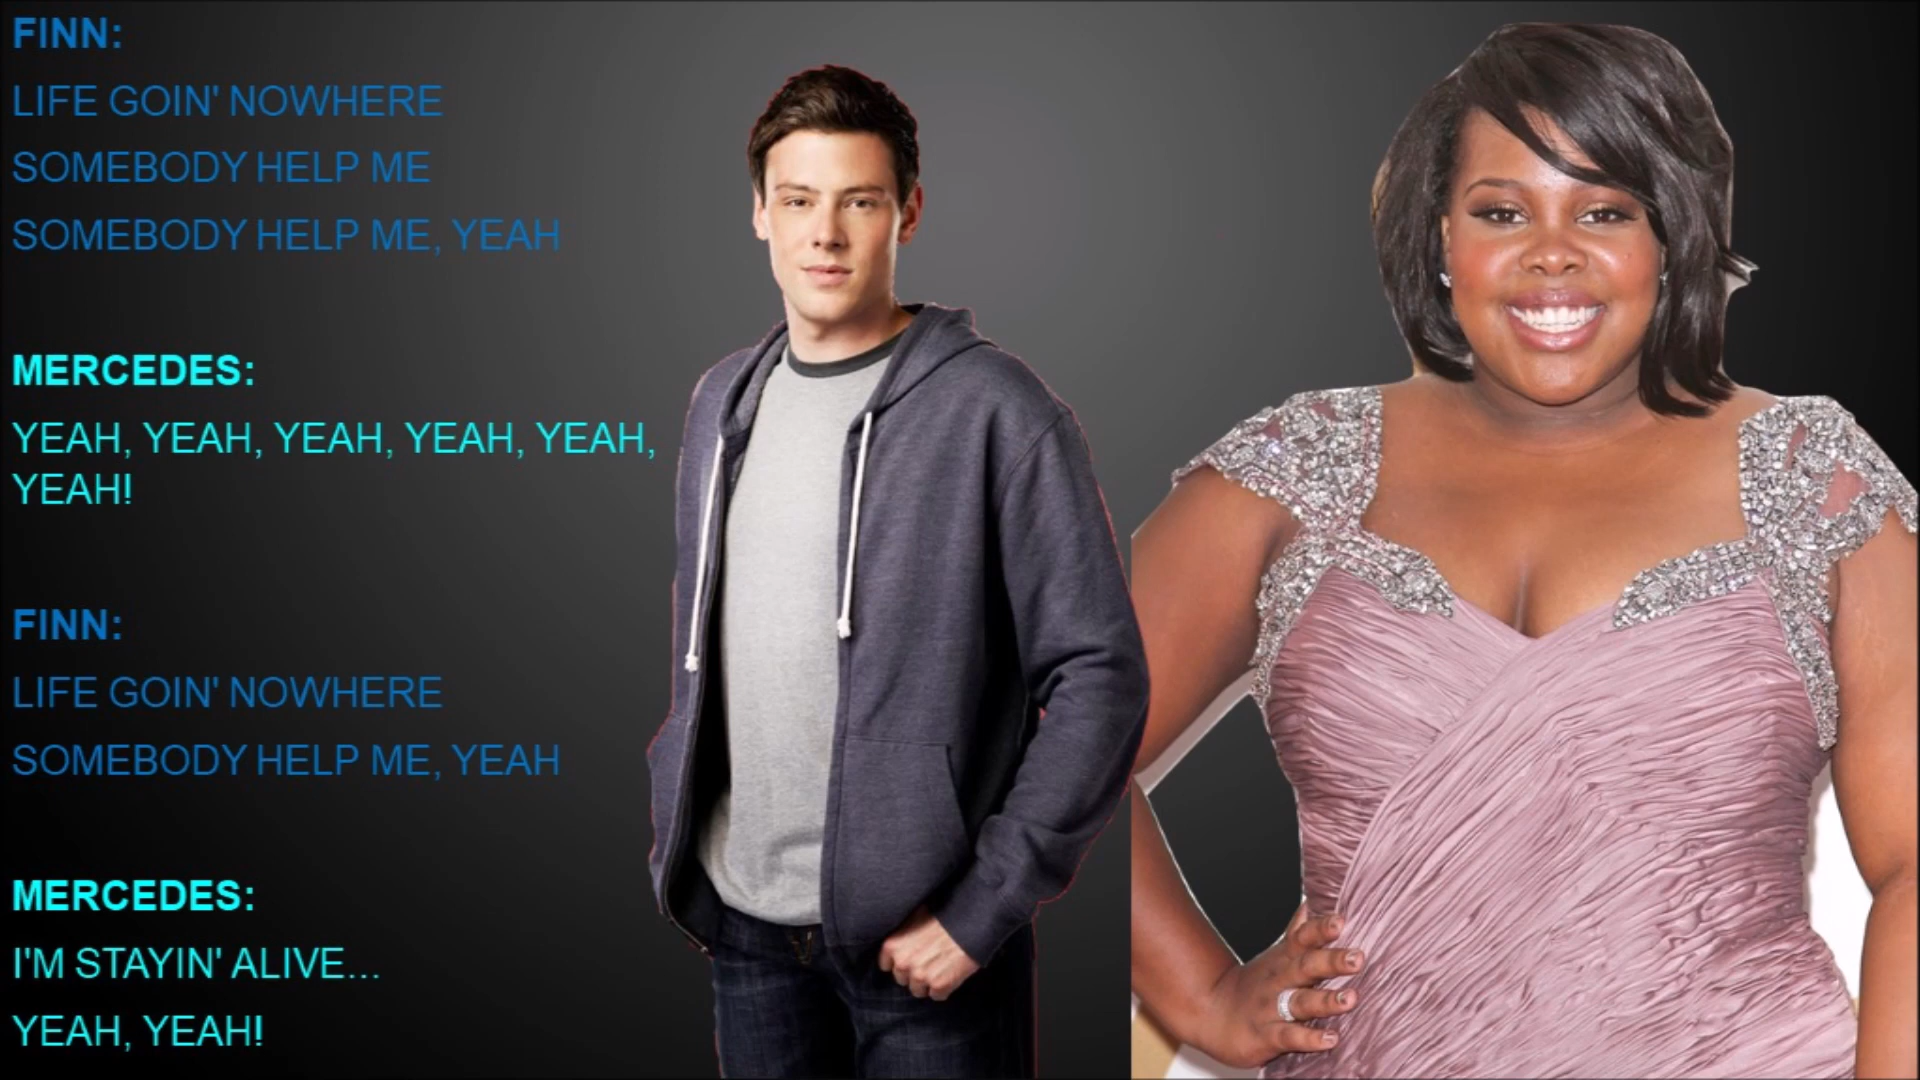 FINN:
LIFE GOIN' NOWHERE
SOMEBODY HELP ME
SOMEBODY HELP ME, YEAH
MERCEDES:
YEAH, YEAH, YEAH, YEAH, YEAH,
YEAH!
FINN:
LIFE GOIN' NOWHERE
SOMEBODY HELP ME, YEAH
MERCEDES:
I'M STAYIN' ALIVE...
YEAH, YEAH!